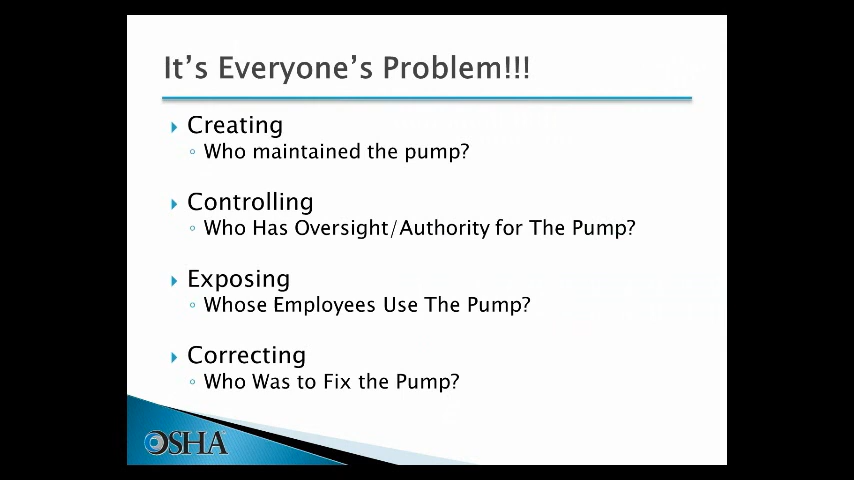 It's Everyone's Problem!!!
Creating
Who maintained the pump?
Controlling
Who Has Oversight/Authority for The Pump?
Exposing
Whose Employees Use The Pump?
Correcting
Who Was to Fix the Pump?
OSHA